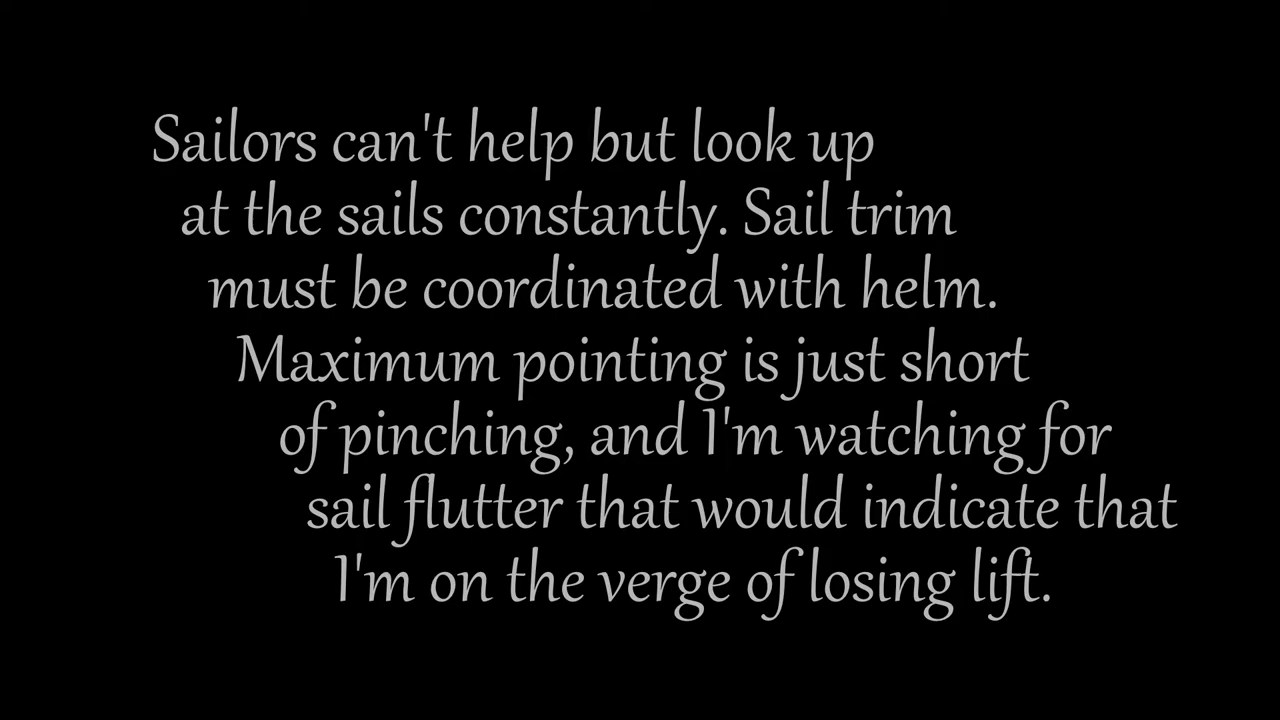 Sailors can't help but look up
at the sails constantly. Sail trim
must be coordinated with helm.
Maximum pointing is just short
of pinching, and I'm watching for
sail flutter that would indicate that
I'm on the verge of losing lift.